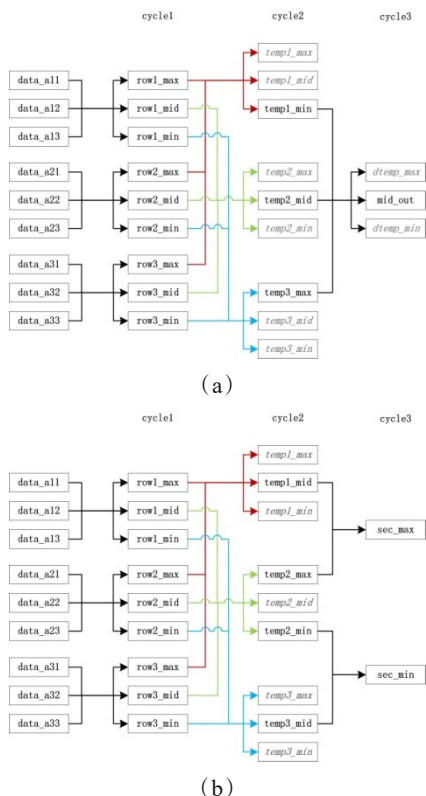 cycle1 cycle2 cycle3
temp1_max
data_a11 row1_max temp1_mid
data_a12 row1_mid temp1_min
data_a13 row1_min
data_a21 row2_max temp2_max dtemp_max
data_a22 row2_mid temp2_mid mid_out
data_a23 row2_min temp2_min dtemp_min
data_a31 row3_max
data_a32 row3_mid temp3_max
data_a33 row3_min temp3_mid
temp3_min
(a)
cycle1 cycle2 cycle3
temp1_max
data_a11 row1_max temp1_mid
data_a12 row1_mid temp1_min
data_a13 row1_min sec_max
data_a21 row2_max temp2_max
data_a22 row2_mid temp2_mid
data_a23 row2_min temp2_min
data_a31 row3_max sec_min
data_a32 row3_mid temp3_max
data_a33 row3_min temp3_mid
temp3_min
(b)